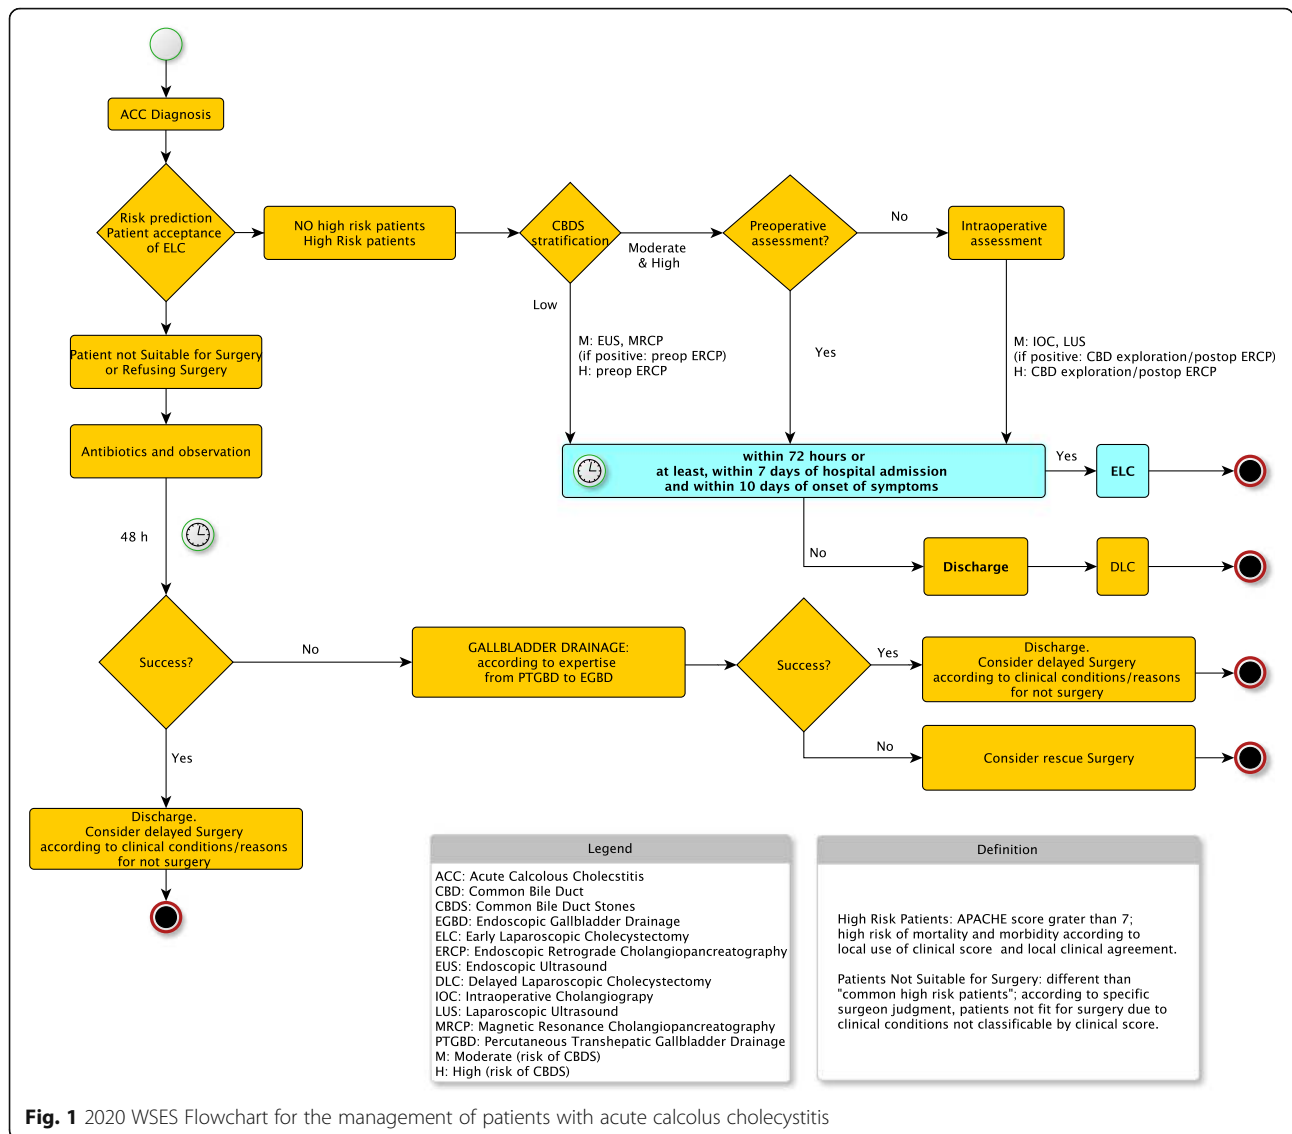 ACC Diagnosis
Risk prediction
Patient acceptance
of ELC
NO high risk patients
High Risk patients
CBDS
stratification
Moderate
& High
Preoperative
assessment?
No
Intraoperative
assessment
Low
M: EUS, MRCP
(if positive: preop ERCP)
H: preop ERCP
Yes
M: IOC, LUS
(if positive: CBD exploration/postop ERCP)
H: CBD exploration/postop ERCP
Patient not Suitable for Surgery
or Refusing Surgery
Antibiotics and observation
within 72 hours or
at least, within 7 days of hospital admission
and within 10 days of onset of symptoms
Yes
ELC
48 h
No
Discharge
DLC
Success?
No
GALLBLADDER DRAINAGE:
according to expertise
from PTGBD to EGBD
Success?
Yes
Discharge.
Consider delayed Surgery
according to clinical conditions/reasons
for not surgery
No
Consider rescue Surgery
Yes
Discharge.
Consider delayed Surgery
according to clinical conditions/reasons
for not surgery
Legend
ACC: Acute Calcolous Cholecstitis
CBD: Common Bile Duct
CBDS: Common Bile Duct Stones
EGBD: Endoscopic Gallbladder Drainage
ELC: Early Laparoscopic Cholecystectomy
ERCP: Endoscopic Retrograde Cholangiopancreatography
EUS: Endoscopic Ultrasound
DLC: Delayed Laparoscopic Cholecystectomy
IOC: Intraoperative Cholangiograpy
LUS: Laparoscopic Ultrasound
MRCP: Magnetic Resonance Cholangiopancreatography
PTGBD: Percutaneous Transhepatic Gallbladder Drainage
M: Moderate (risk of CBDS)
H: High (risk of CBDS)
Definition
High Risk Patients: APACHE score grater than 7;
high risk of mortality and morbidity according to
local use of clinical score and local clinical agreement.
Patients Not Suitable for Surgery: different than
"common high risk patients"; according to specific
surgeon judgment, patients not fit for surgery due to
clinical conditions not classificable by clinical score.
Fig. 1 2020 WSES Flowchart for the management of patients with acute calcolus cholecystitis